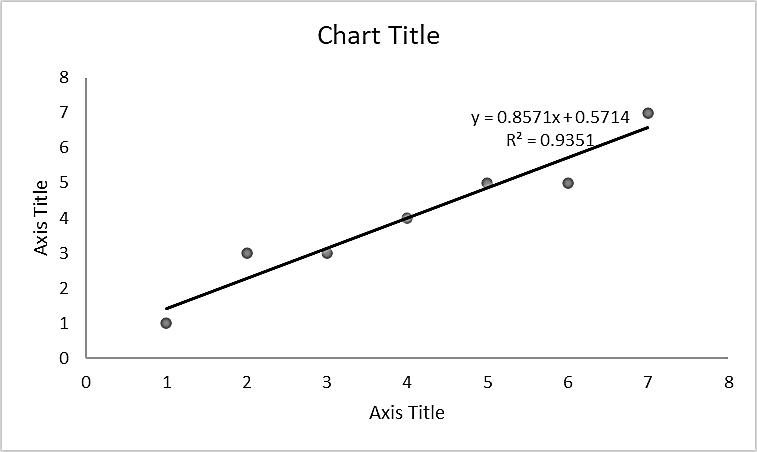 Chart Title
8
7
6
5
4
3
2
1
0
Axis Title
y = 0.8571x + 0.5714
R² = 0.9351
0 1 2 3 4 5 6 7 8
Axis Title